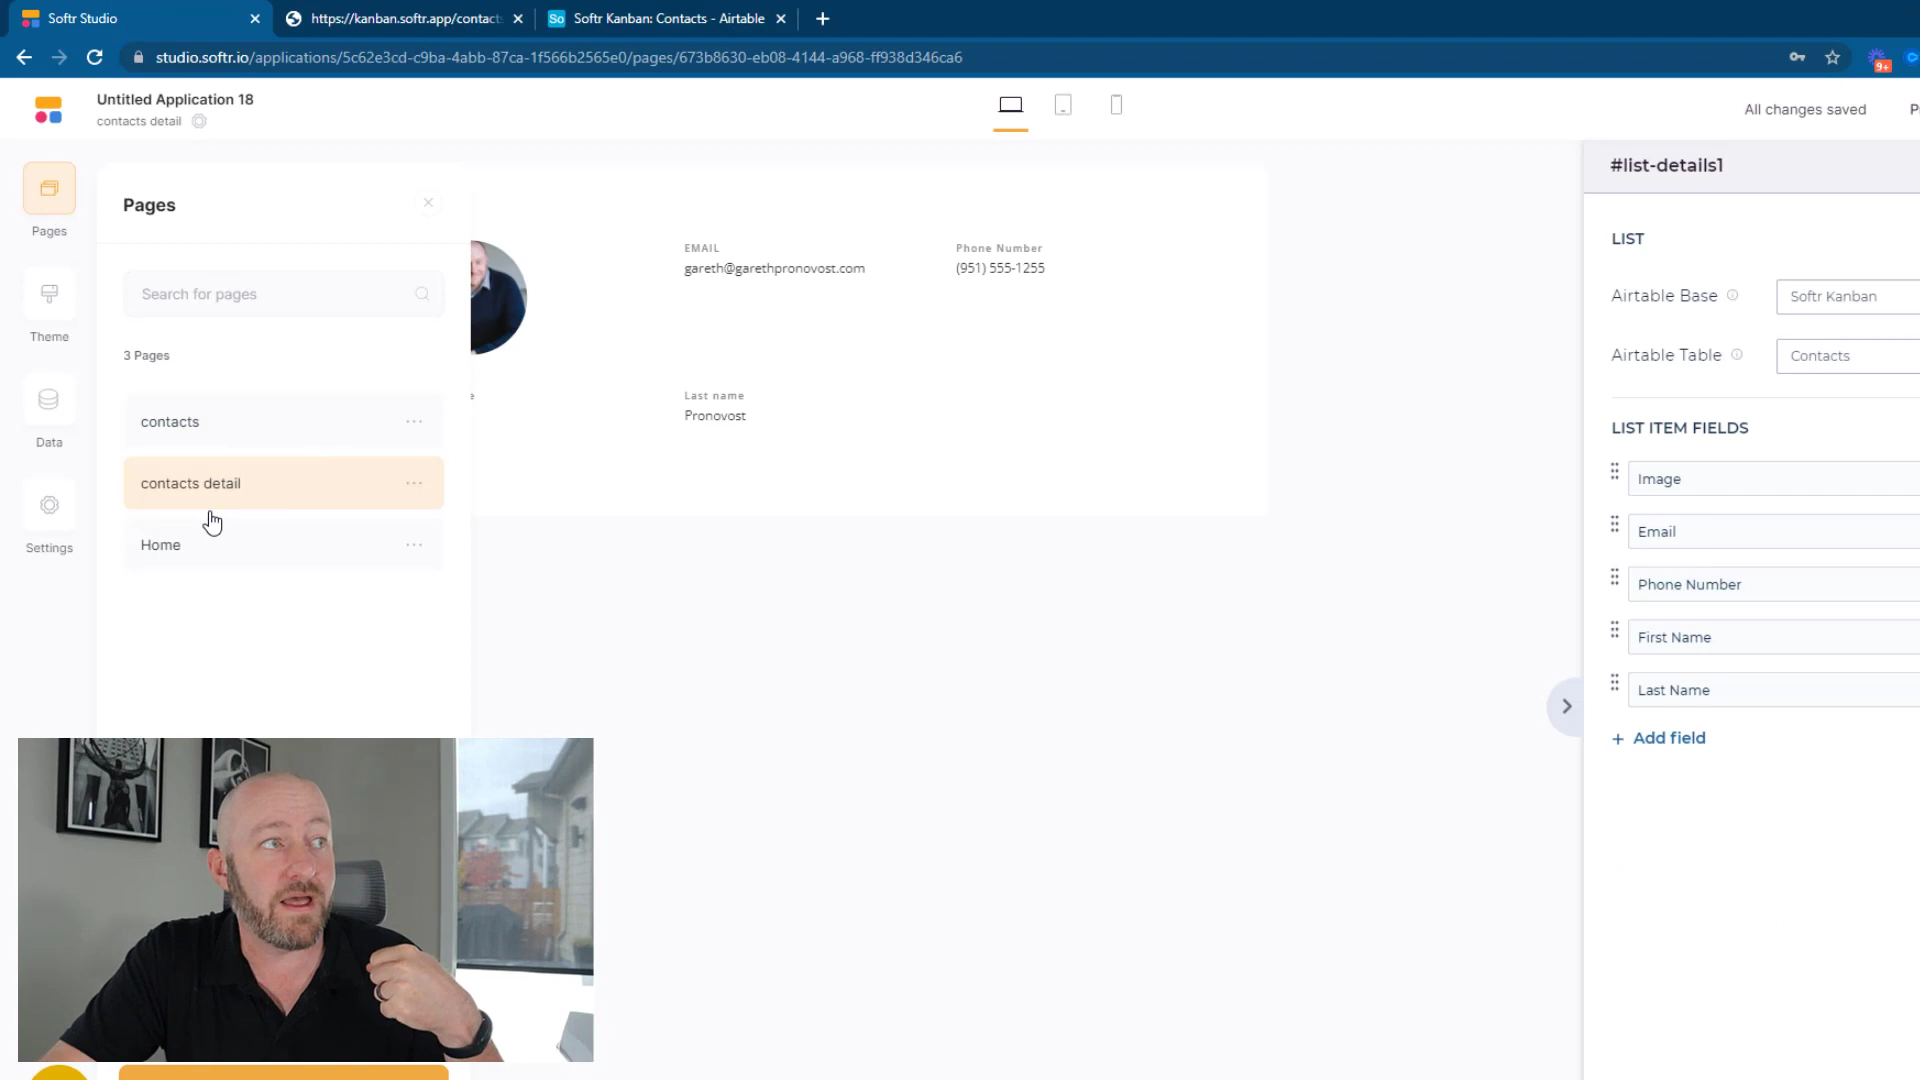 Softr Studio
https://kanban.softr.app/contacts
So Softr Kanban: Contacts - Airtable
studio.softr.io/applications/5c62e3cd-c9ba-4abb-87ca-1f566b2565e0/pages/673b8630-eb08-4144-a968-ff938d346ca6
9+
Untitled Application 18
contacts detail
All changes saved
Pages
Theme
Data
Settings
Pages
Search for pages
3 Pages
contacts
contacts detail
Home
EMAIL
gareth@garethpronovost.com
Phone Number
(951) 555-1255
Last name
Pronovost
#list-details1
LIST
Airtable Base
Softr Kanban
Airtable Table
Contacts
LIST ITEM FIELDS
Image
Email
Phone Number
First Name
Last Name
+ Add field